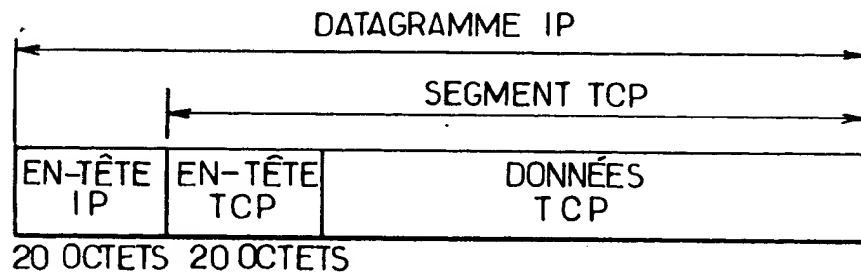 DATAGRAMME IP
SEGMENT TCP
EN-TÊTE IP
EN-TÊTE TCP
DONNÉES TCP
20 OCTETS 20 OCTETS